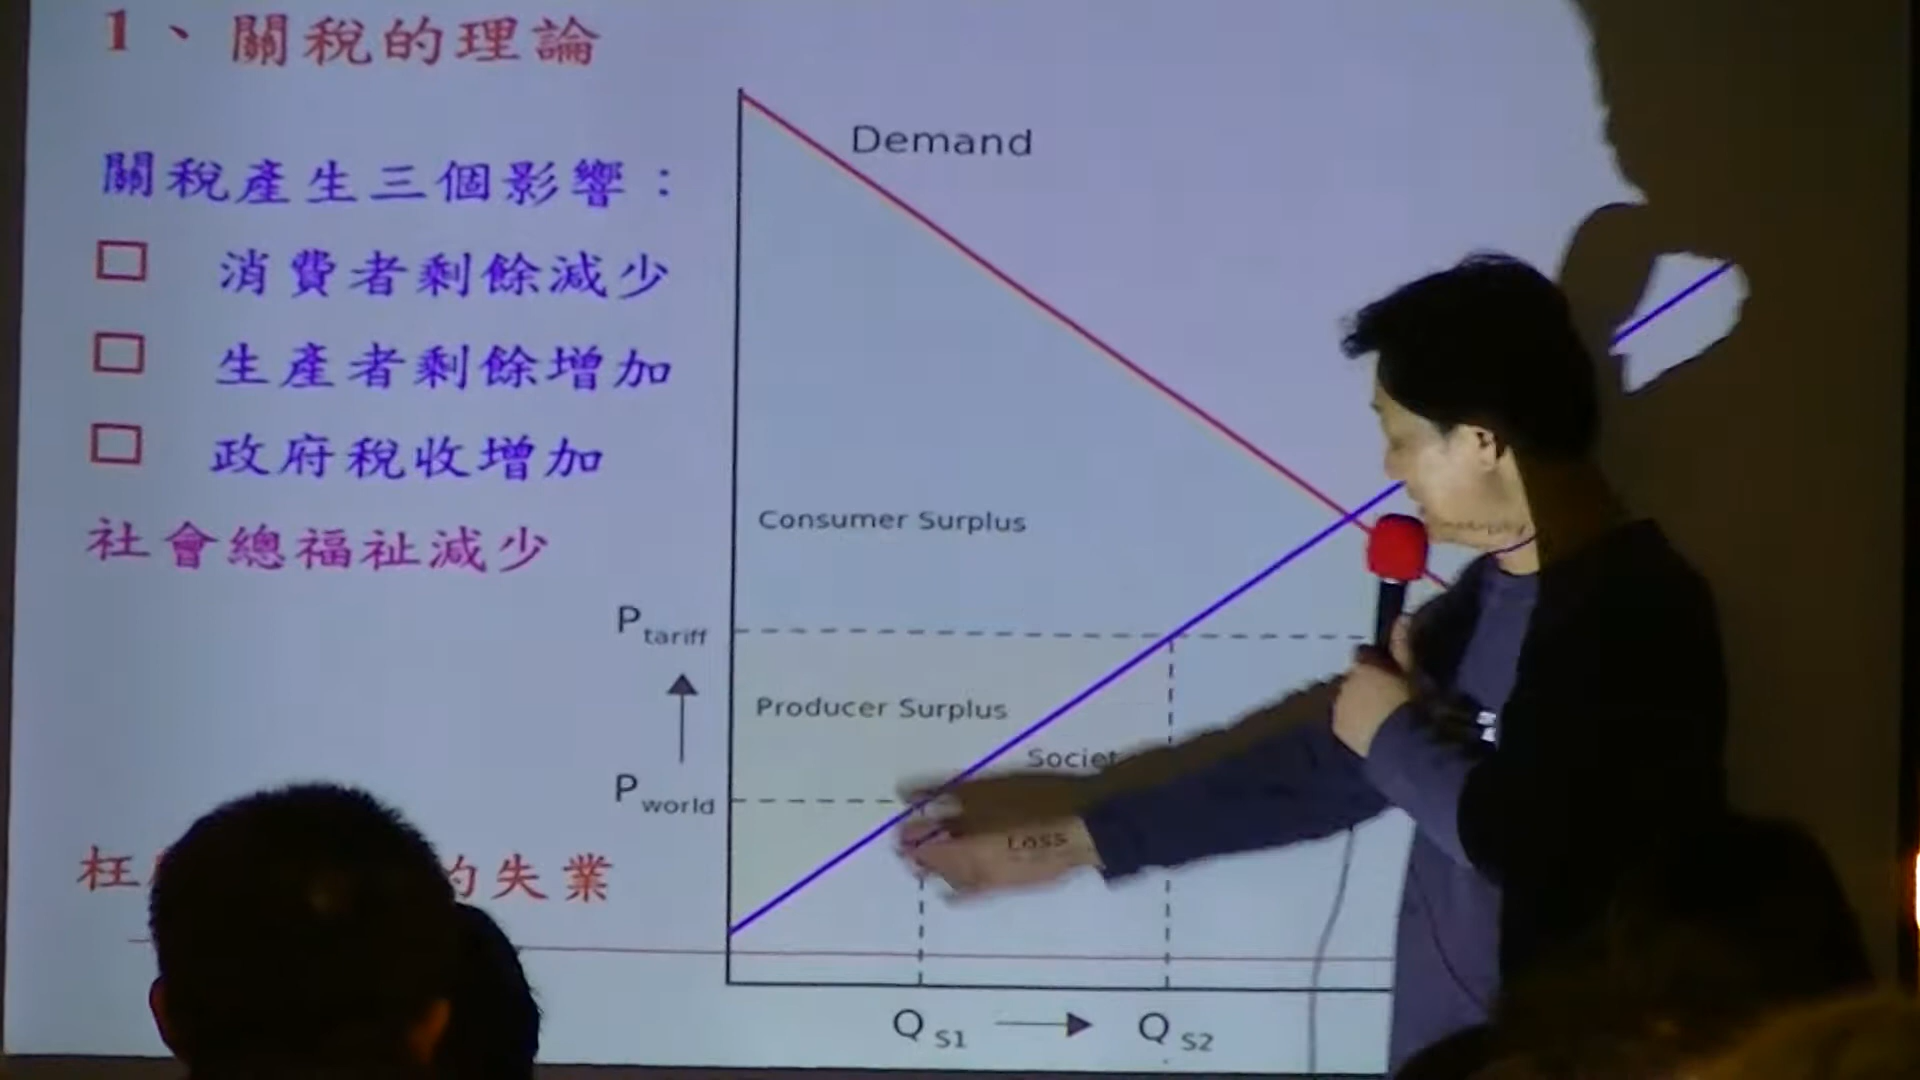 1、關稅的理論
關稅產生三個影響：
消費者剩餘減少
生產者剩餘增加
政府稅收增加
社會總福祉減少
枉 的失業
Demand
Consumer Surplus
P tariff
Producer Surplus
P world
Loss
Q S1
Q S2